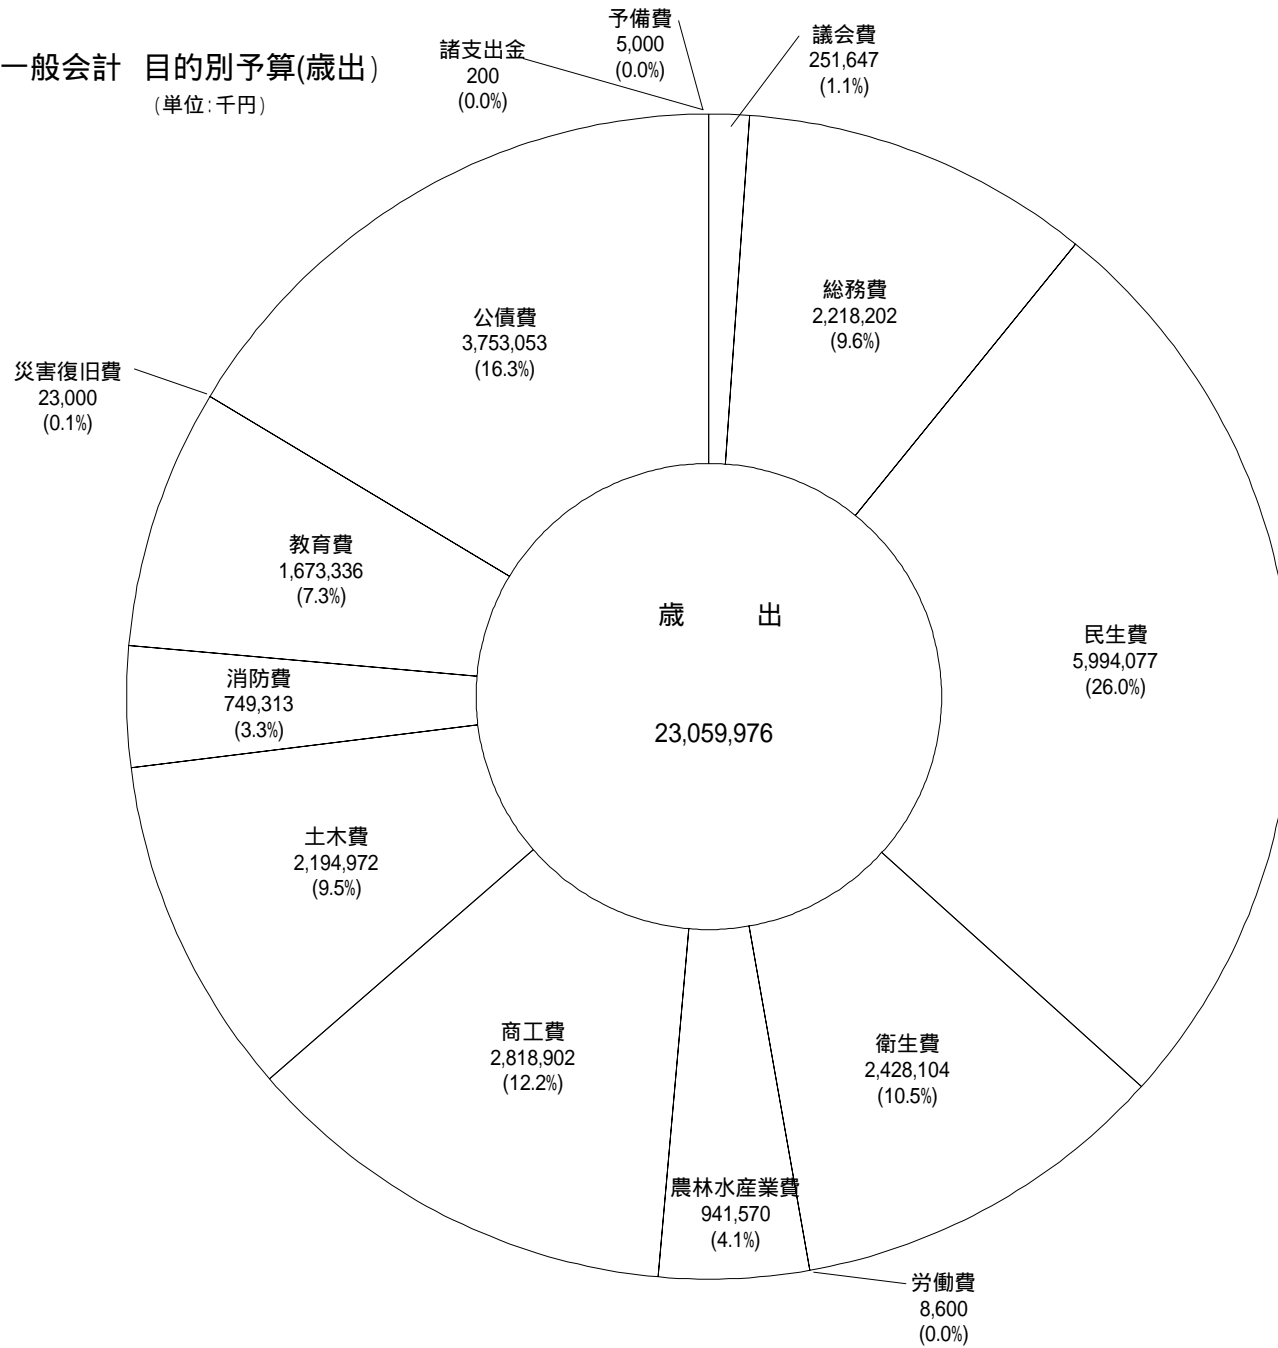 一般会計 目的別予算(歳出)
(単位:千円)
諸支出金
200
(0.0%)
予備費
5,000
(0.0%)
議会費
251,647
(1.1%)
総務費
2,218,202
(9.6%)
民生費
5,994,077
(26.0%)
衛生費
2,428,104
(10.5%)
労働費
8,600
(0.0%)
農林水産業費
941,570
(4.1%)
商工費
2,818,902
(12.2%)
土木費
2,194,972
(9.5%)
消防費
749,313
(3.3%)
教育費
1,673,336
(7.3%)
災害復旧費
23,000
(0.1%)
公債費
3,753,053
(16.3%)
歳 出
23,059,976